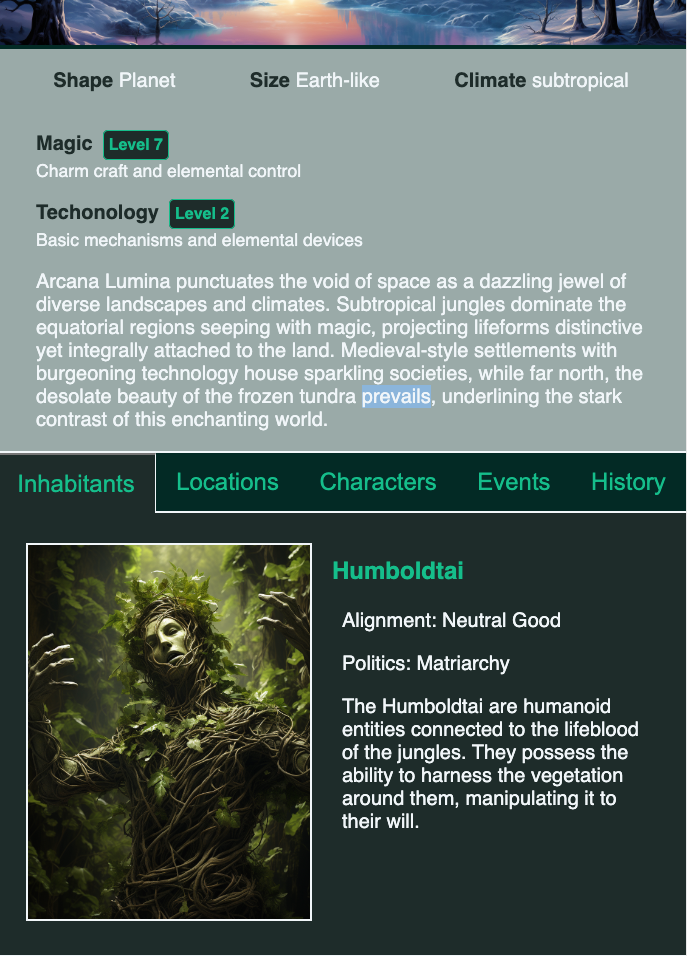 Shape Planet Size Earth-like Climate subtropical
Magic Level 7
Charm craft and elemental control
Techonology Level 2
Basic mechanisms and elemental devices
Arcana Lumina punctuates the void of space as a dazzling jewel of
diverse landscapes and climates. Subtropical jungles dominate the
equatorial regions seeping with magic, projecting lifeforms distinctive
yet integrally attached to the land. Medieval-style settlements with
burgeoning technology house sparkling societies, while far north, the
desolate beauty of the frozen tundra prevails, underlining the stark
contrast of this enchanting world.
Inhabitants Locations Characters Events History
Humboldtai
Alignment: Neutral Good
Politics: Matriarchy
The Humboldtai are humanoid
entities connected to the lifeblood
of the jungles. They possess the
ability to harness the vegetation
around them, manipulating it to
their will.